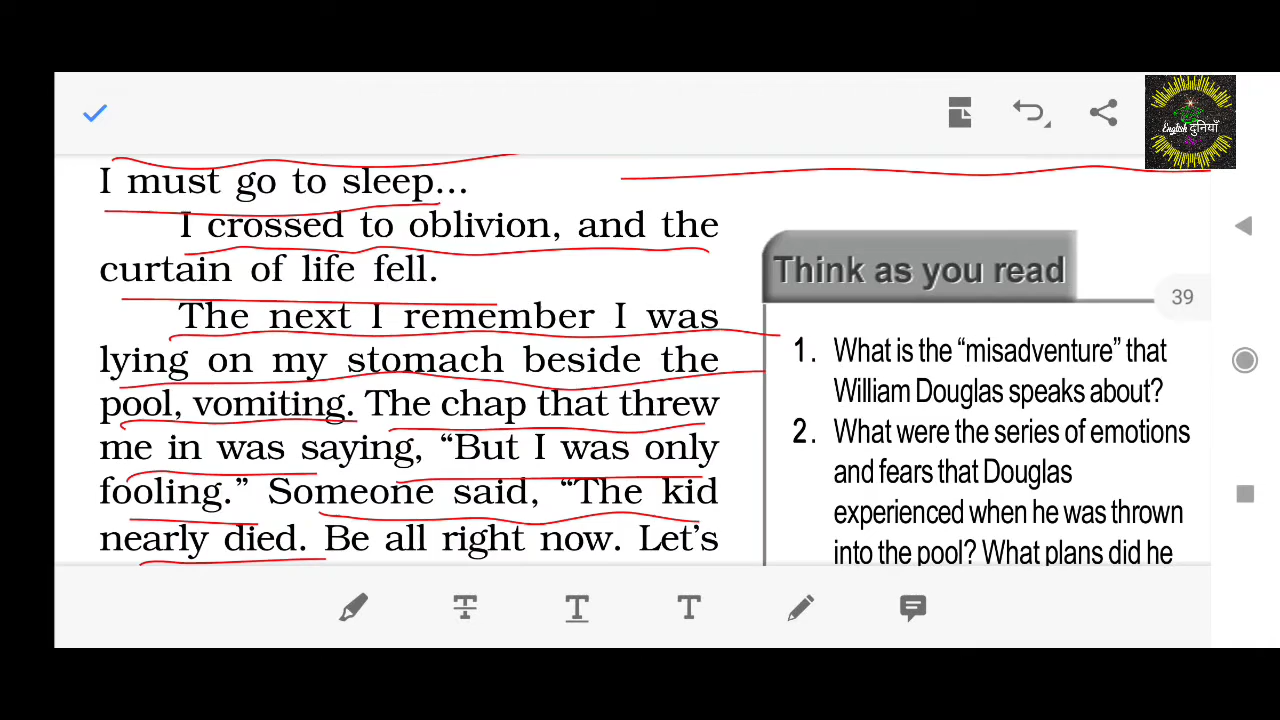 English दुनियाँ
I must go to sleep...
I crossed to oblivion, and the
curtain of life fell.
The next I remember I was
lying on my stomach beside the
pool, vomiting. The chap that threw
me in was saying, “But I was only
fooling.” Someone said, “The kid
nearly died. Be all right now. Let’s
Think as you read
39
1. What is the “misadventure” that
William Douglas speaks about?
2. What were the series of emotions
and fears that Douglas
experienced when he was thrown
into the pool? What plans did he
T T T